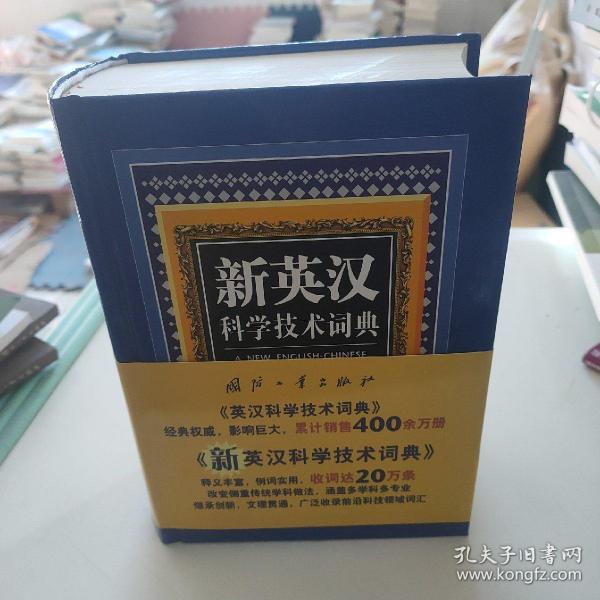 新英汉
科学技术词典
A NEW ENGLISH-CHINESE
国防工业出版社
《英汉科学技术词典》
经典权威，影响巨大，累计销售400余万册
《新英汉科学技术词典》
释义丰富，例词实用，收词达20万条
改变侧重传统学科做法，涵盖多学科多专业
继承创新，文理贯通，广泛收录前沿科技领域词汇
孔夫子旧书网
www.kongfz.com